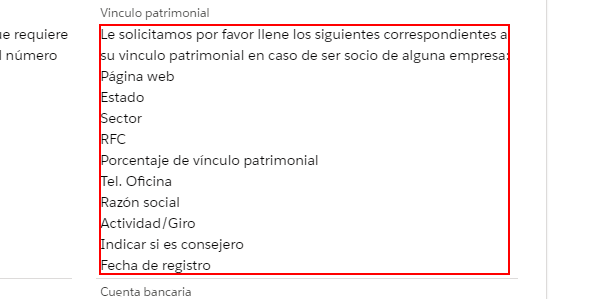 Vinculo patrimonial
ue requiere
Le solicitamos por favor llene los siguientes correspondientes a
número
su vinculo patrimonial en caso de ser socio de alguna empresa:
Página web
Estado
Sector
RFC
Porcentaje de vínculo patrimonial
Tel. Oficina
Razón social
Actividad/Giro
Indicar si es consejero
Fecha de registro
Cuenta bancaria